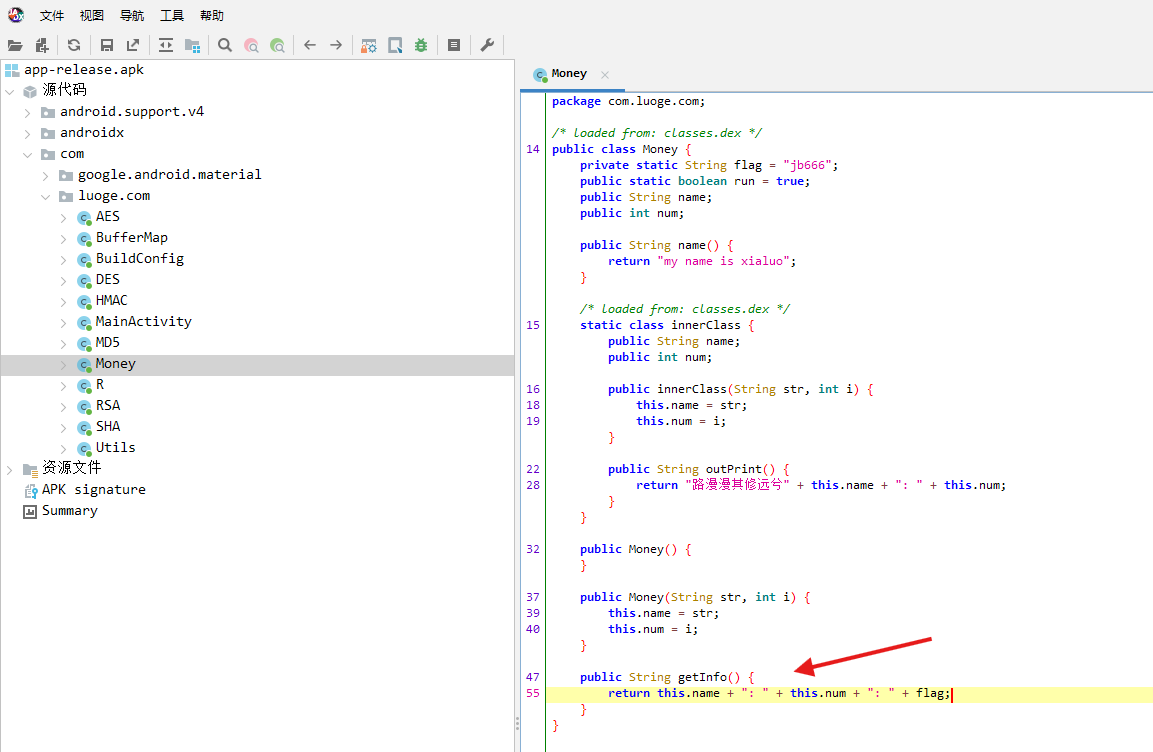 文件 视图 导航 工具 帮助
app-release.apk
源代码
android.support.v4
androidx
com
google.android.material
luoge.com
AES
BufferMap
BuildConfig
DES
HMAC
MainActivity
MD5
Money
R
RSA
SHA
Utils
资源文件
APK signature
Summary
Money
package com.luoge.com;
/* loaded from: classes.dex */
14 public class Money {
private static String flag = "jb666";
public static boolean run = true;
public String name;
public int num;
public String name() {
return "my name is xialuo";
}
/* loaded from: classes.dex */
15 static class innerClass {
public String name;
public int num;
16 public innerClass(String str, int i) {
18 this.name = str;
19 this.num = i;
}
22 public String outPrint() {
28 return "路漫漫其修远兮" + this.name + ": " + this.num;
}
}
32 public Money() {
}
37 public Money(String str, int i) {
39 this.name = str;
40 this.num = i;
}
47 public String getInfo() {
55 return this.name + ": " + this.num + ": " + flag;
}
}